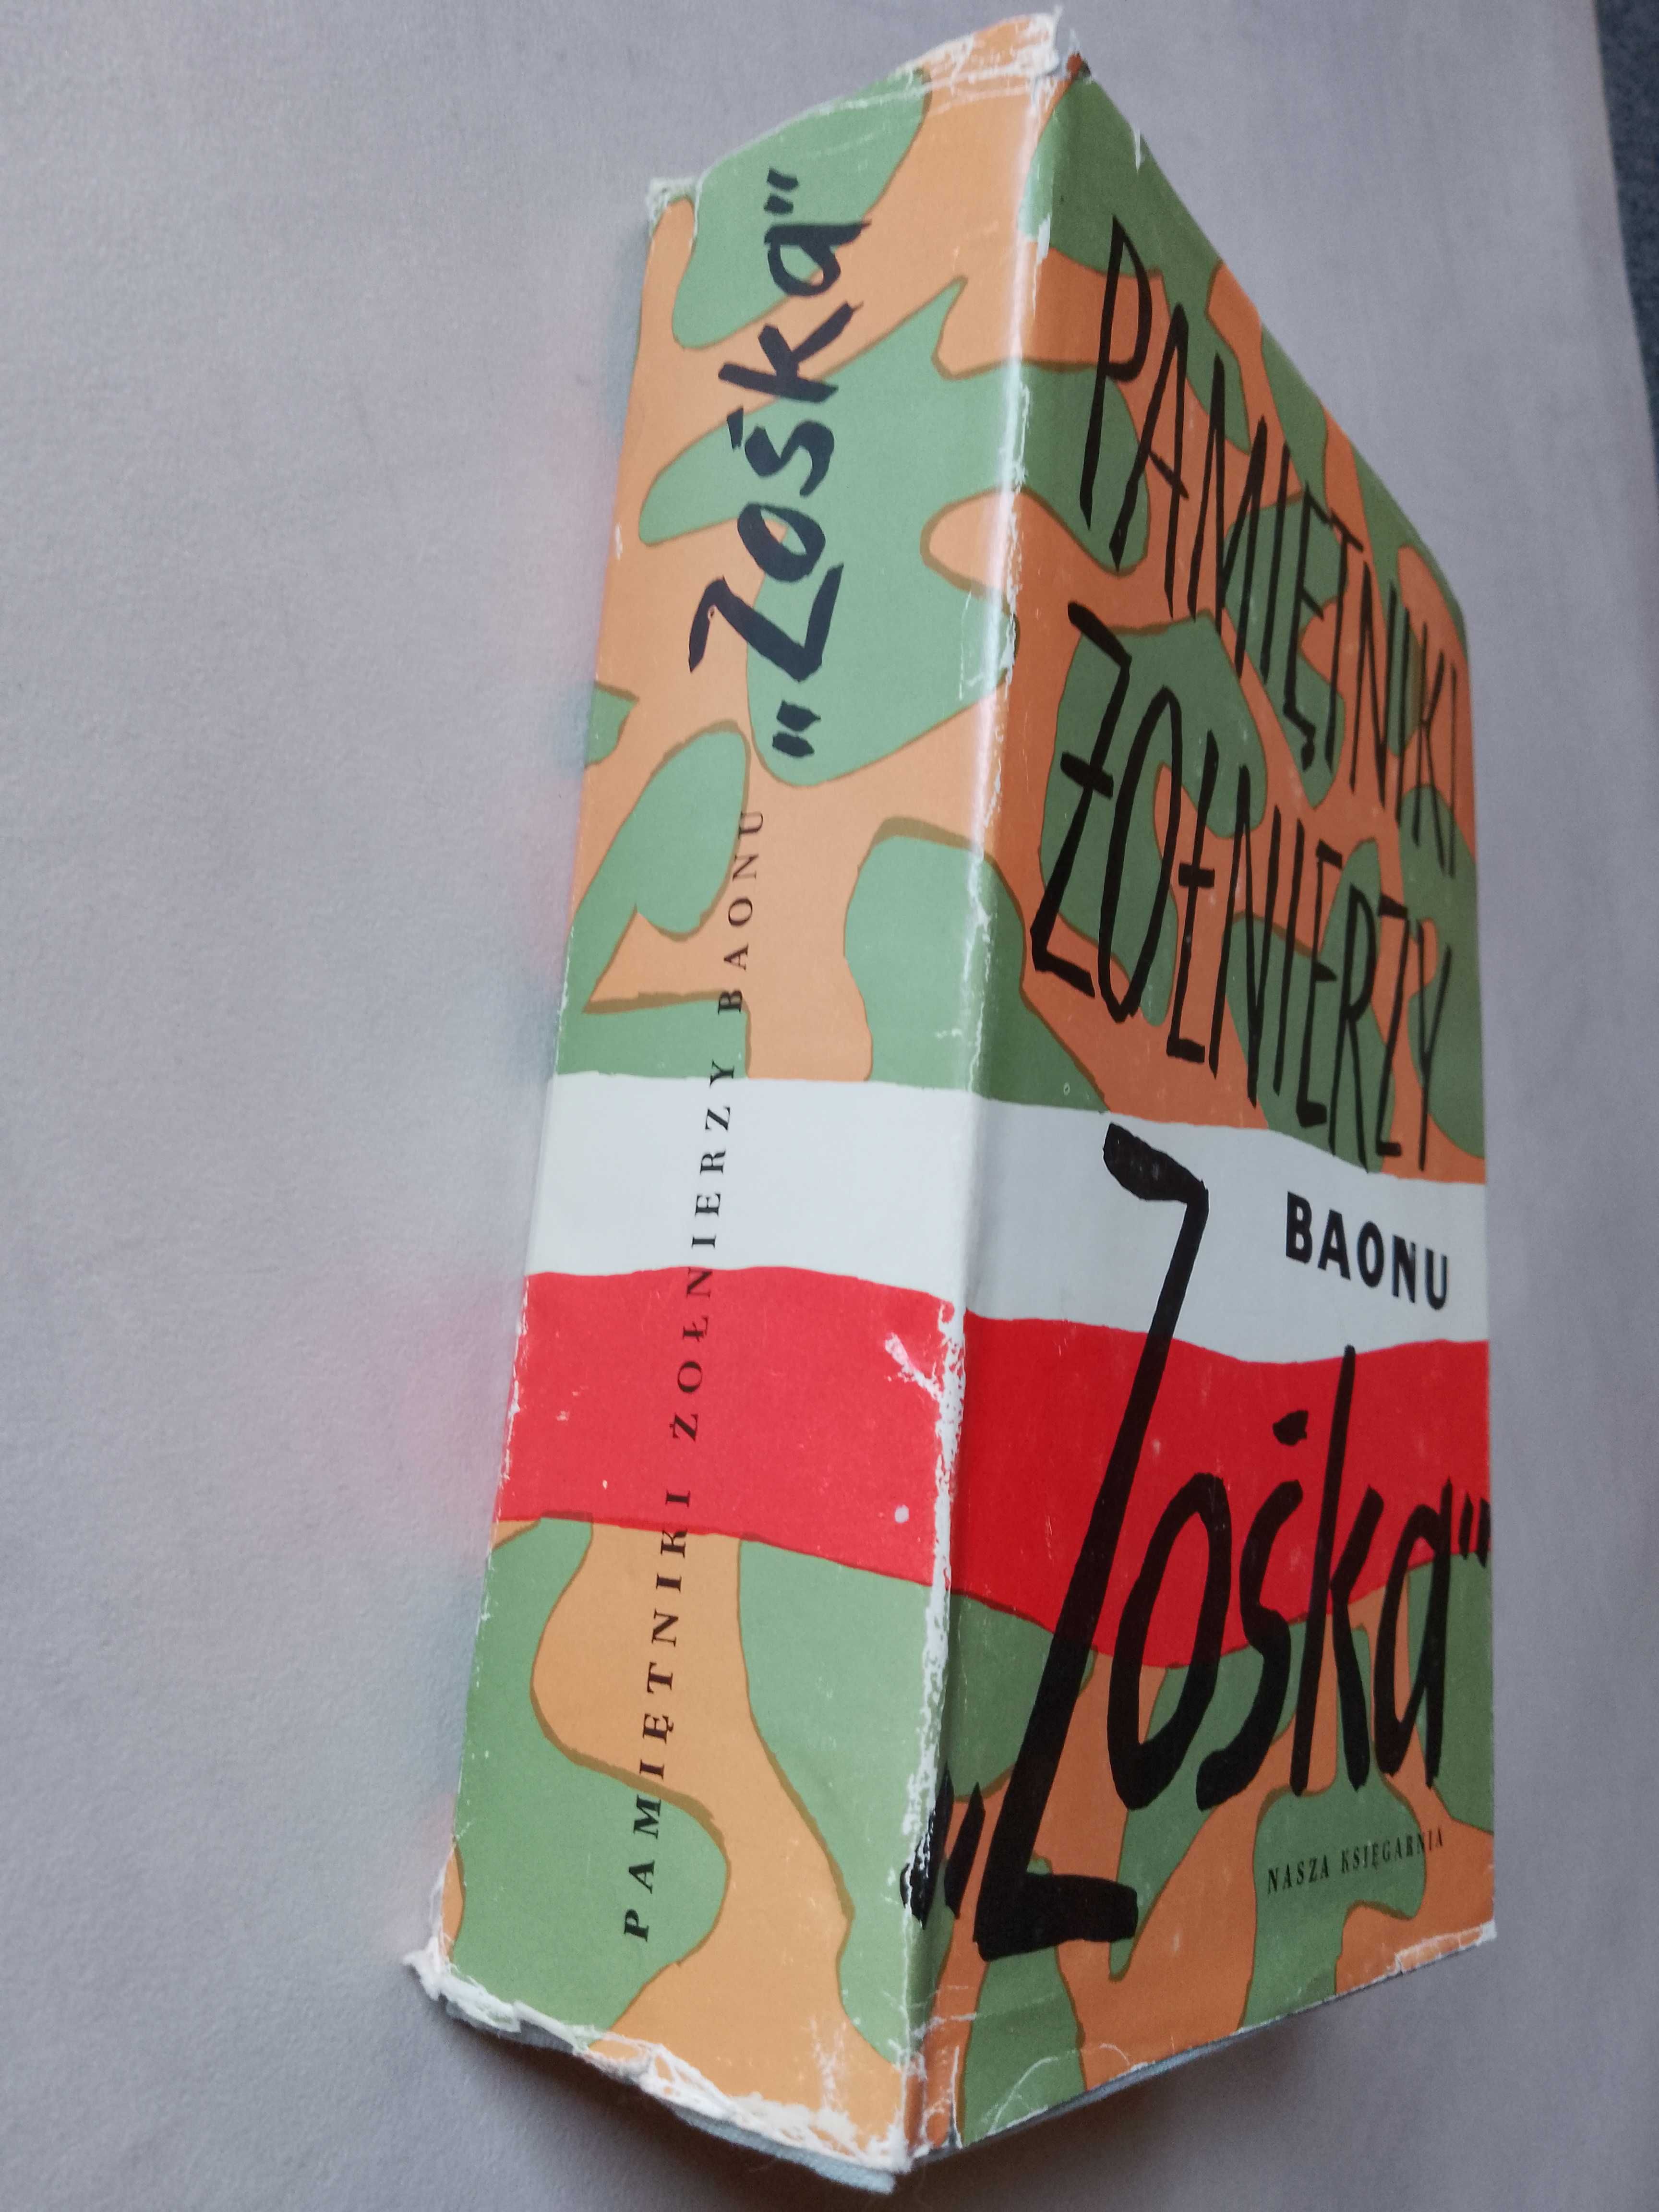 PAMIĘTNIKI ŻOŁNIERZY BAONU
"Zośka"
PAMIĘTNIKI
ŻOŁNIERZY
BAONU
"Zośka"
NASZA KSIĘGARNIA